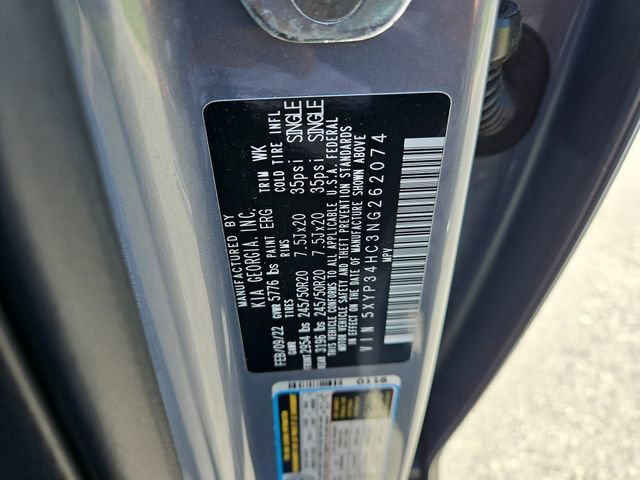 MANUFACTURED BY
KIA GEORGIA, INC.
FEB/09/22 GVWR 5776 lbs PAINT ERG TRIM WK
GAWR TIRES RIMS COLD TIRE INFL
FRONT 2954 lbs 245/50R20 7.5Jx20 35psi SINGLE
REAR 3196 lbs 245/50R20 7.5Jx20 35psi SINGLE
THIS VEHICLE CONFORMS TO ALL APPLICABLE U.S.A. FEDERAL
MOTOR VEHICLE SAFETY AND THEFT PREVENTION STANDARDS
IN EFFECT ON THE DATE OF MANUFACTURE SHOWN ABOVE
MPV
VIN 5XYP34HC3NG262074
9110